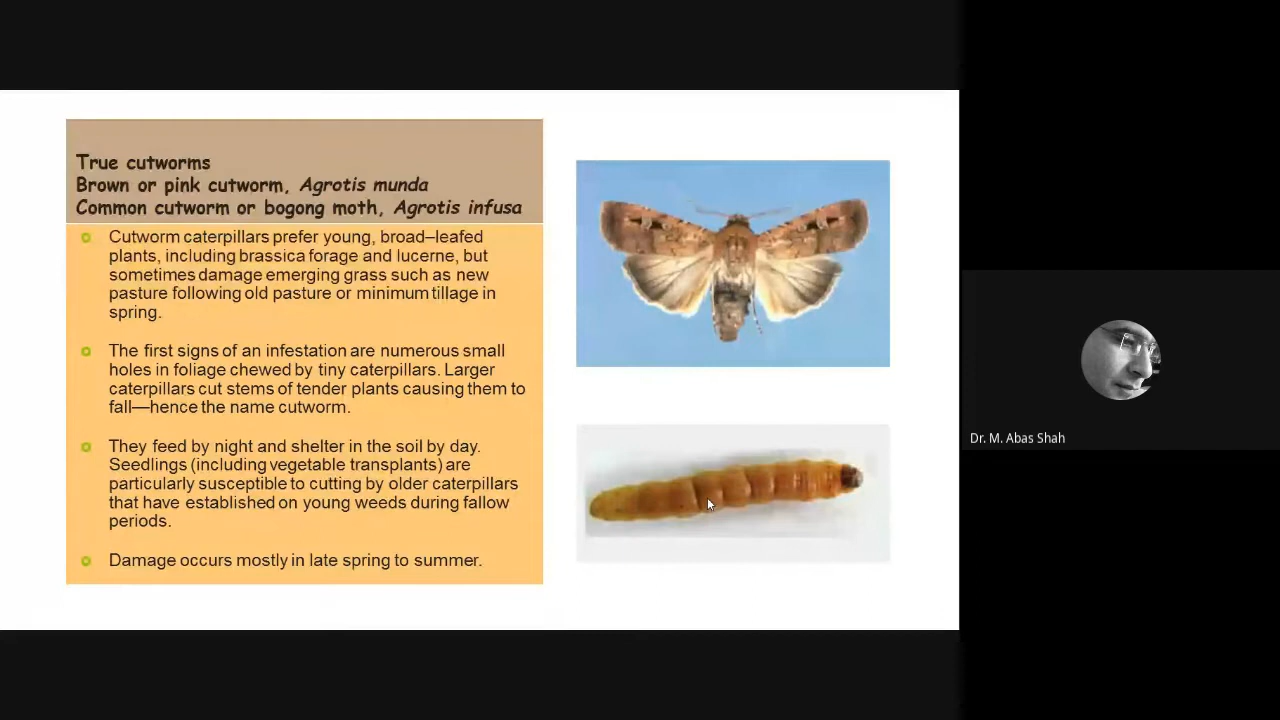 True cutworms
Brown or pink cutworm, Agrotis munda
Common cutworm or bogong moth, Agrotis infusa
Cutworm caterpillars prefer young, broad–leafed
plants, including brassica forage and lucerne, but
sometimes damage emerging grass such as new
pasture following old pasture or minimum tillage in
spring.
The first signs of an infestation are numerous small
holes in foliage chewed by tiny caterpillars. Larger
caterpillars cut stems of tender plants causing them to
fall—hence the name cutworm.
They feed by night and shelter in the soil by day.
Seedlings (including vegetable transplants) are
particularly susceptible to cutting by older caterpillars
that have established on young weeds during fallow
periods.
Damage occurs mostly in late spring to summer.
Dr. M. Abas Shah